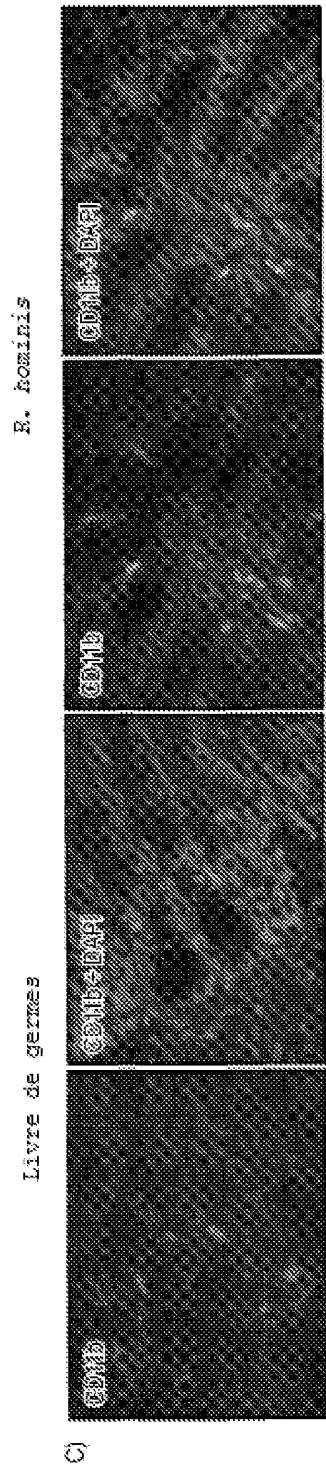 C)
Livre de germes
R. hominis
CD11b
CD11b + DAPI
CD11b
CD11b + DAPI